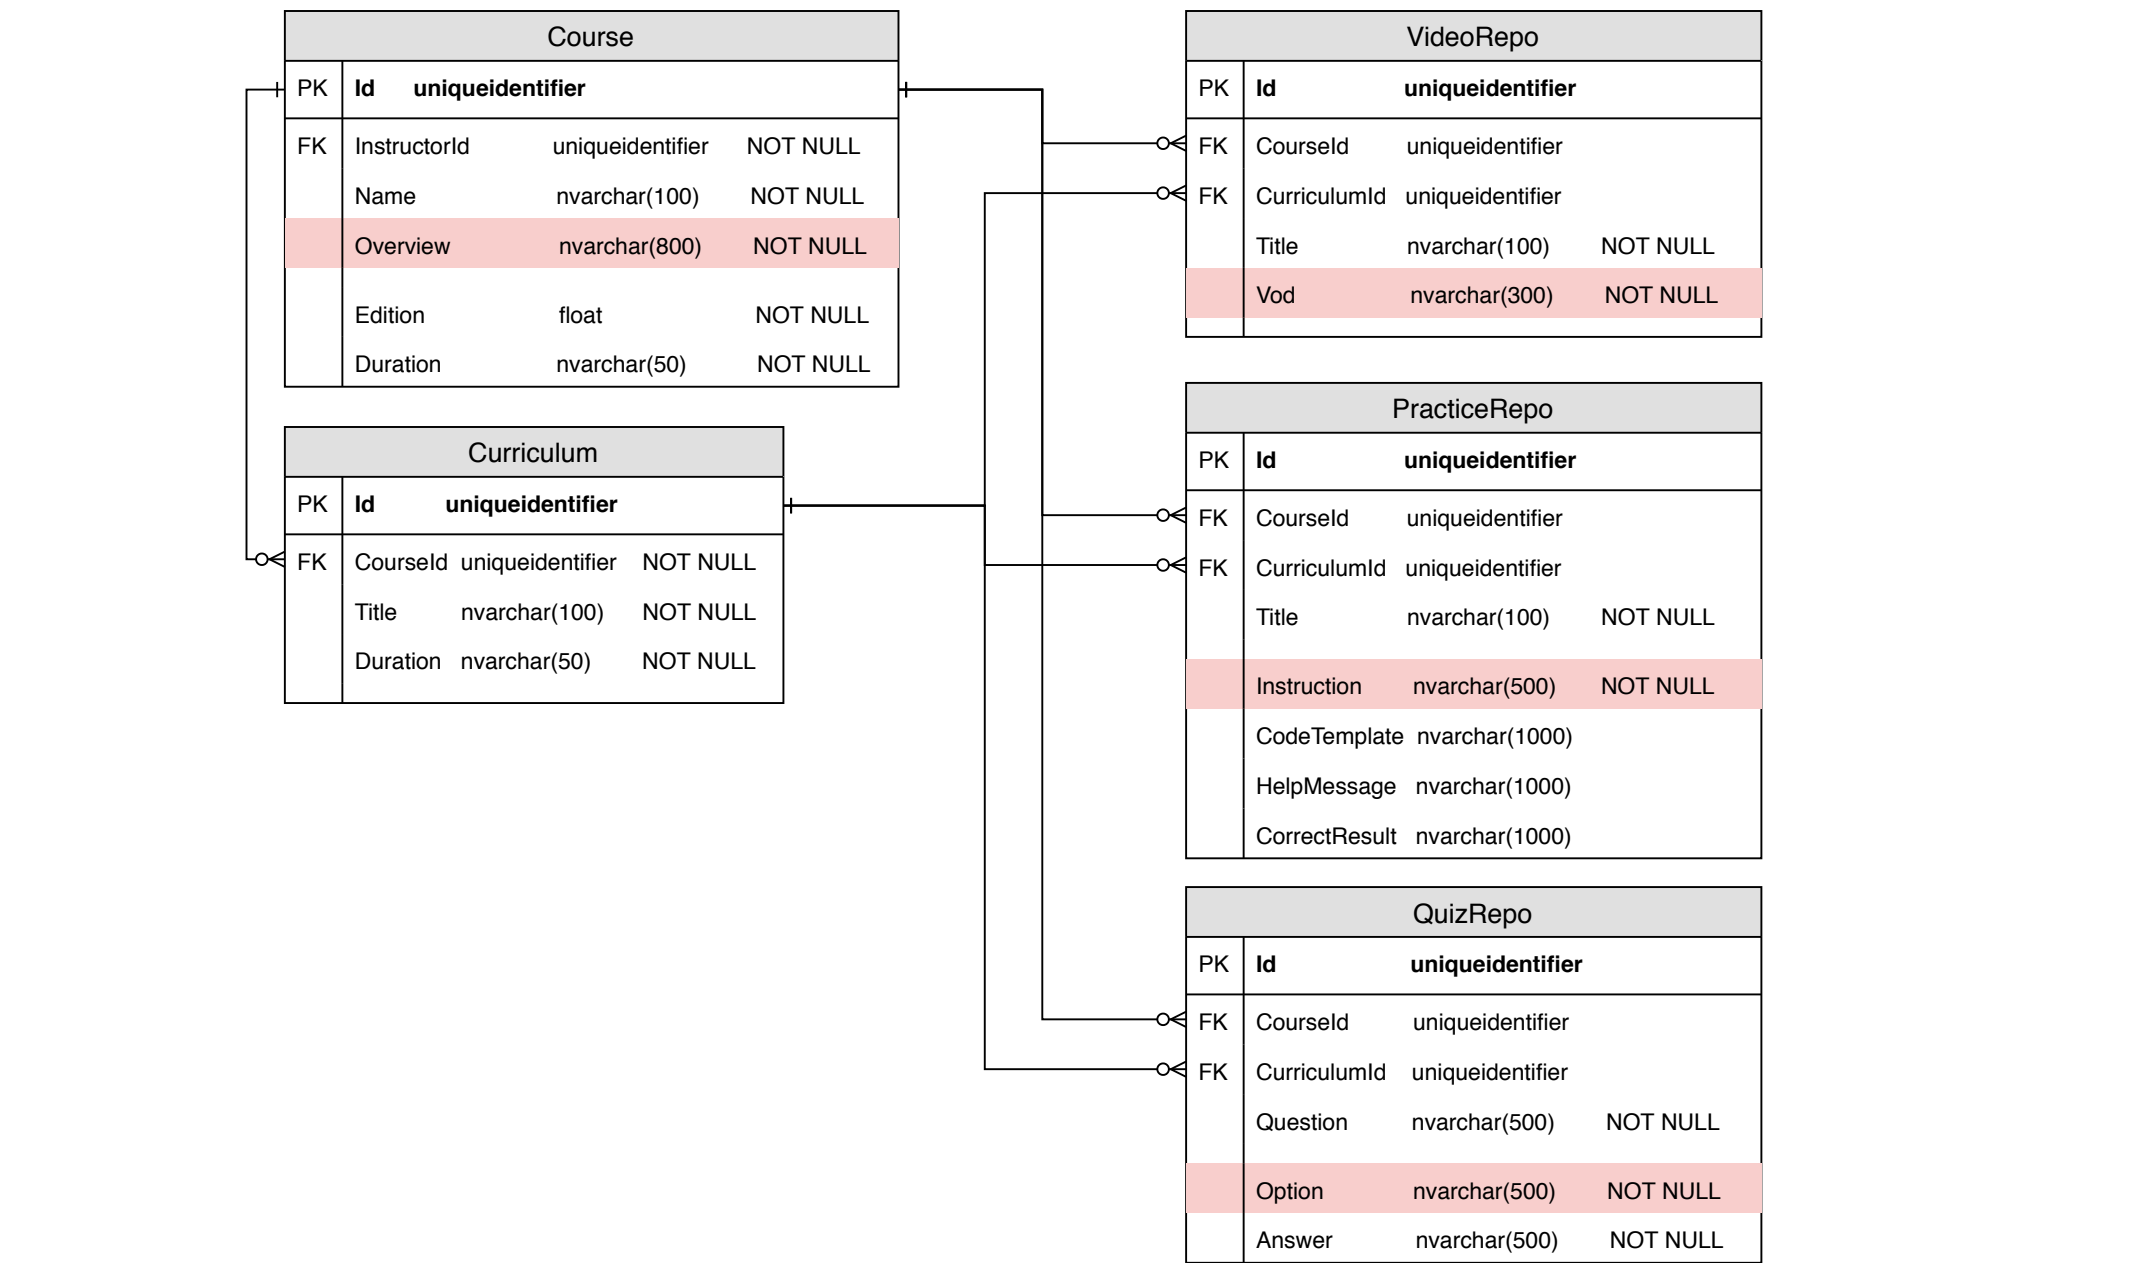 Course
PK Id uniqueidentifier
FK InstructorId uniqueidentifier NOT NULL
Name nvarchar(100) NOT NULL
Overview nvarchar(800) NOT NULL
Edition float NOT NULL
Duration nvarchar(50) NOT NULL
Curriculum
PK Id uniqueidentifier
FK CourseId uniqueidentifier NOT NULL
Title nvarchar(100) NOT NULL
Duration nvarchar(50) NOT NULL
VideoRepo
PK Id uniqueidentifier
FK CourseId uniqueidentifier
FK CurriculumId uniqueidentifier
Title nvarchar(100) NOT NULL
Vod nvarchar(300) NOT NULL
PracticeRepo
PK Id uniqueidentifier
FK CourseId uniqueidentifier
FK CurriculumId uniqueidentifier
Title nvarchar(100) NOT NULL
Instruction nvarchar(500) NOT NULL
CodeTemplate nvarchar(1000)
HelpMessage nvarchar(1000)
CorrectResult nvarchar(1000)
QuizRepo
PK Id uniqueidentifier
FK CourseId uniqueidentifier
FK CurriculumId uniqueidentifier
Question nvarchar(500) NOT NULL
Option nvarchar(500) NOT NULL
Answer nvarchar(500) NOT NULL